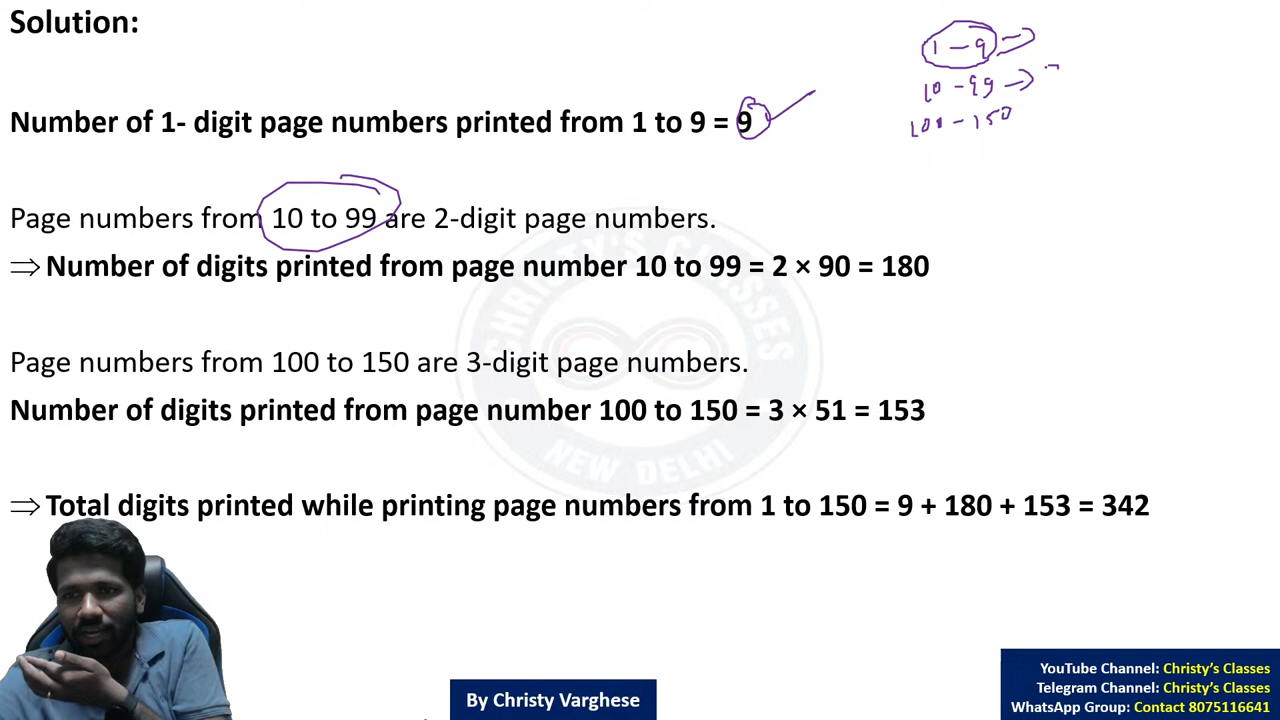 Solution:
1 – 9 ⇒
10 – 99 →
100 – 150
Number of 1- digit page numbers printed from 1 to 9 = 9
Page numbers from 10 to 99 are 2-digit page numbers.
⇒ Number of digits printed from page number 10 to 99 = 2 × 90 = 180
CHRISTY'S CLASSES
Page numbers from 100 to 150 are 3-digit page numbers.
Number of digits printed from page number 100 to 150 = 3 × 51 = 153
NEW DELHI
⇒ Total digits printed while printing page numbers from 1 to 150 = 9 + 180 + 153 = 342
YouTube Channel: Christy's Classes
Telegram Channel: Christy's Classes
WhatsApp Group: Contact 8075116641
By Christy Varghese